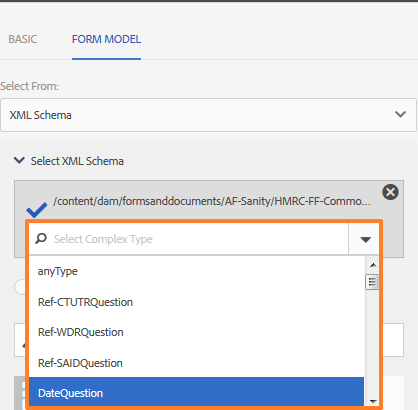 BASIC FORM MODEL
Select From:
XML Schema
Select XML Schema
/content/dam/formsanddocuments/AF-Sanity/HMRC-FF-Commo...
Select Complex Type
anyType
Ref-CTUTRQuestion
Ref-WDRQuestion
Ref-SAIDQuestion
DateQuestion